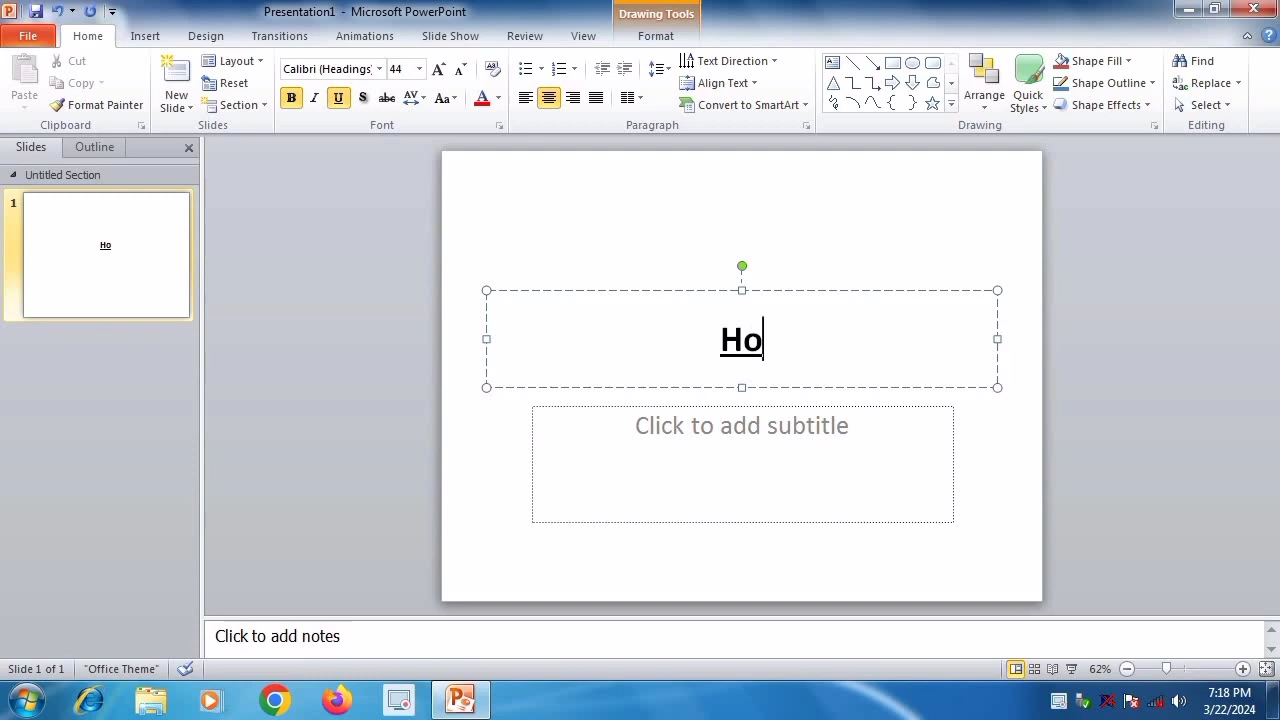 Presentation1 - Microsoft PowerPoint
Drawing Tools
File Home Insert Design Transitions Animations Slide Show Review View Format
Paste
Cut
Copy
Format Painter
Clipboard
New Slide
Layout
Reset
Section
Slides
Calibri (Headings) 44
B I U S abc AV Aa A
Font
Text Direction
Align Text
Convert to SmartArt
Paragraph
Arrange
Quick Styles
Shape Fill
Shape Outline
Shape Effects
Drawing
Find
Replace
Select
Editing
Slides Outline
Untitled Section
1
Ho
Ho
Click to add subtitle
Click to add notes
Slide 1 of 1 "Office Theme" 62%
7:18 PM
3/22/2024